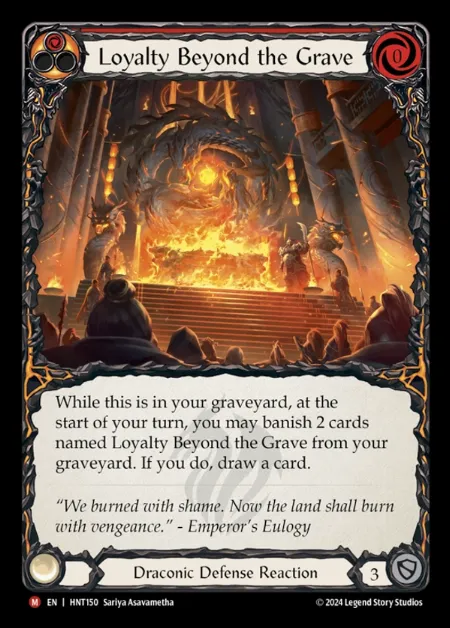 Loyalty Beyond the Grave
0
While this is in your graveyard, at the
start of your turn, you may banish 2 cards
named Loyalty Beyond the Grave from your
graveyard. If you do, draw a card.
“We burned with shame. Now the land shall burn
with vengeance.” - Emperor’s Eulogy
Draconic Defense Reaction
3
M EN | HNT150 Sariya Asavametha
© 2024 Legend Story Studios